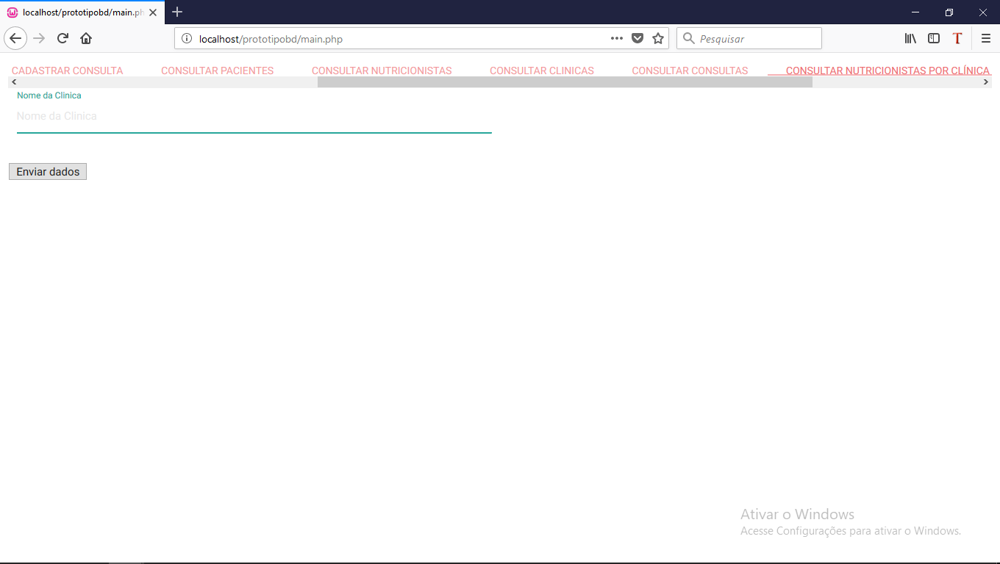 localhost/prototipobd/main.ph
localhost/prototipobd/main.php
Pesquisar
T
CADASTRAR CONSULTA CONSULTAR PACIENTES CONSULTAR NUTRICIONISTAS CONSULTAR CLINICAS CONSULTAR CONSULTAS CONSULTAR NUTRICIONISTAS POR CLÍNICA
Nome da Clinica
Nome da Clinica
Enviar dados
Ativar o Windows
Acesse Configurações para ativar o Windows.